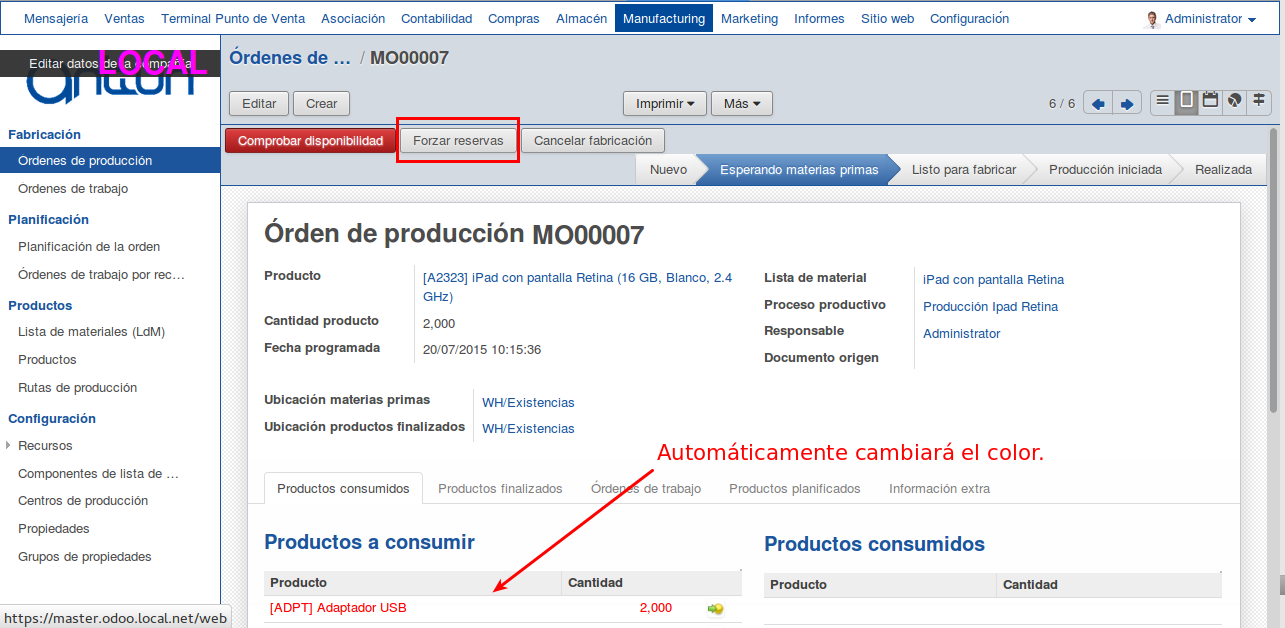 Mensajería Ventas Terminal Punto de Venta Asociación Contabilidad Compras Almacén Manufacturing Marketing Informes Sitio web Configuración Administrator
Editar datos de la Compañía
LOCAL
Órdenes de ... / MO00007
Editar Crear Imprimir Más 6 / 6
Comprobar disponibilidad Forzar reservas Cancelar fabricación
Nuevo Esperando materias primas Listo para fabricar Producción iniciada Realizada
Fabricación
Ordenes de producción
Ordenes de trabajo
Planificación
Planificación de la orden
Órdenes de trabajo por rec...
Productos
Lista de materiales (LdM)
Productos
Rutas de producción
Configuración
Recursos
Componentes de lista de ...
Centros de producción
Propiedades
Grupos de propiedades
https://master.odoo.local.net/web
Órden de producción MO00007
Producto [A2323] iPad con pantalla Retina (16 GB, Blanco, 2.4
GHz)
Cantidad producto 2,000
Fecha programada 20/07/2015 10:15:36
Lista de material iPad con pantalla Retina
Proceso productivo Producción Ipad Retina
Responsable Administrator
Documento origen
Ubicación materias primas WH/Existencias
Ubicación productos finalizados WH/Existencias
Automáticamente cambiará el color.
Productos consumidos Productos finalizados Órdenes de trabajo Productos planificados Información extra
Productos a consumir
Producto Cantidad
[ADPT] Adaptador USB 2,000
Productos consumidos
Producto Cantidad